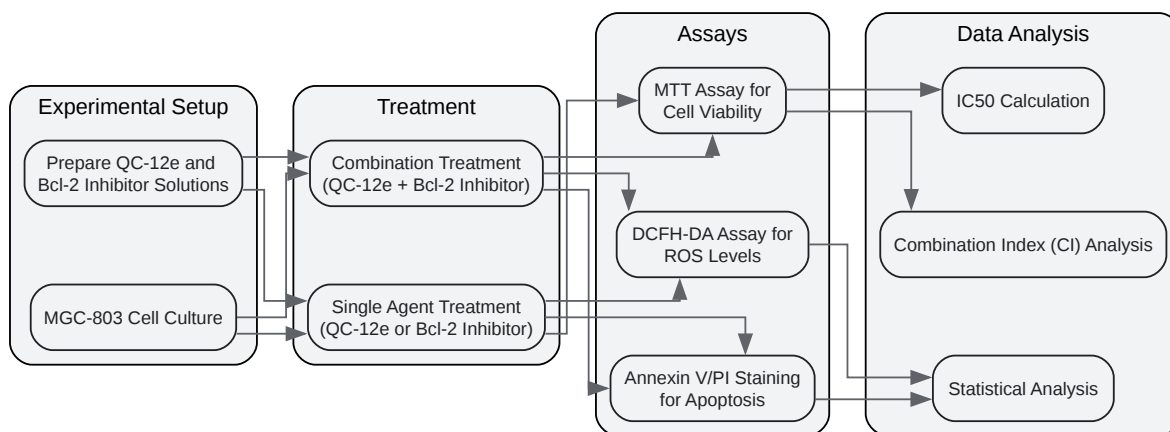 Experimental Setup
Prepare QC-12e and
Bcl-2 Inhibitor Solutions
MGC-803 Cell Culture
Treatment
Combination Treatment
(QC-12e + Bcl-2 Inhibitor)
Single Agent Treatment
(QC-12e or Bcl-2 Inhibitor)
Assays
MTT Assay for
Cell Viability
DCFH-DA Assay for
ROS Levels
Annexin V/PI Staining
for Apoptosis
Data Analysis
IC50 Calculation
Combination Index (CI) Analysis
Statistical Analysis